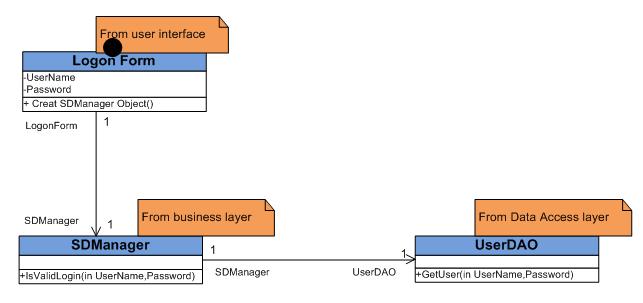 From user interface
Logon Form
-UserName
-Password
+ Creat SDManager Object()
LogonForm
1
SDManager
1
From business layer
From Data Access layer
SDManager
UserDAO
1
1
+IsValidLogin(in UserName,Password)
SDManager
UserDAO
+GetUser(in UserName,Password)